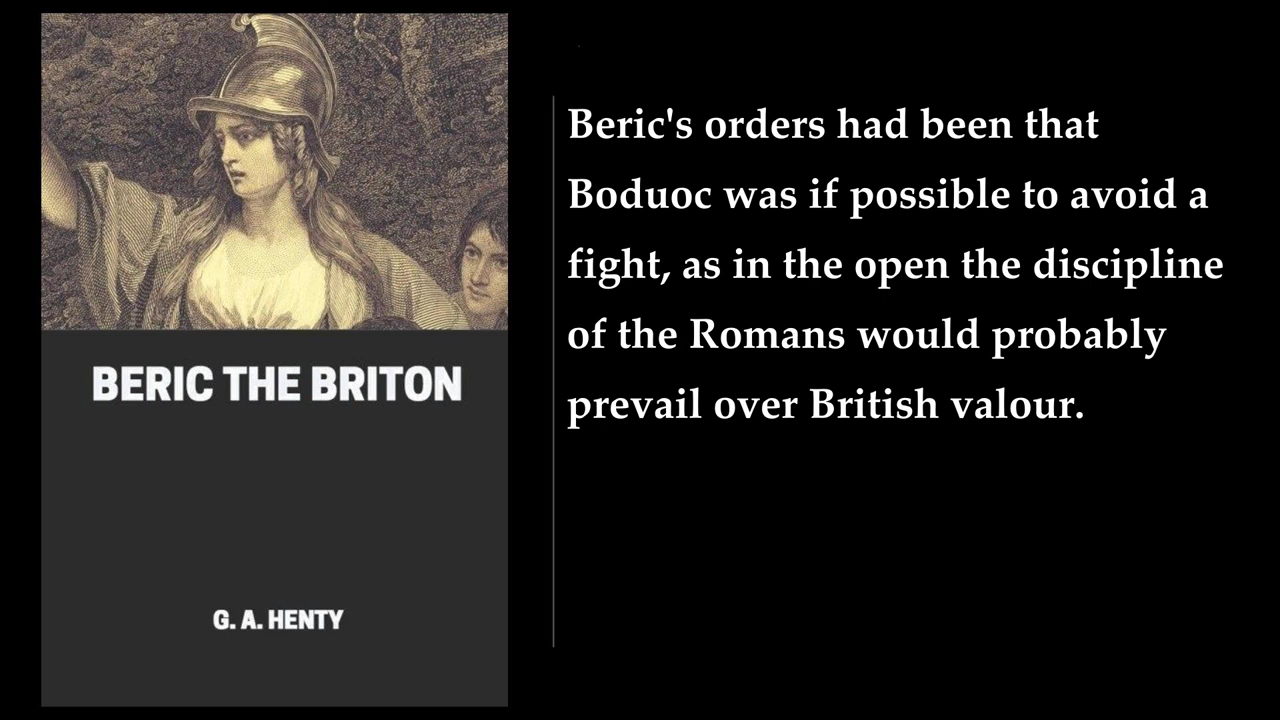 BERIC THE BRITON
G. A. HENTY
Beric's orders had been that
Boduoc was if possible to avoid a
fight, as in the open the discipline
of the Romans would probably
prevail over British valour.